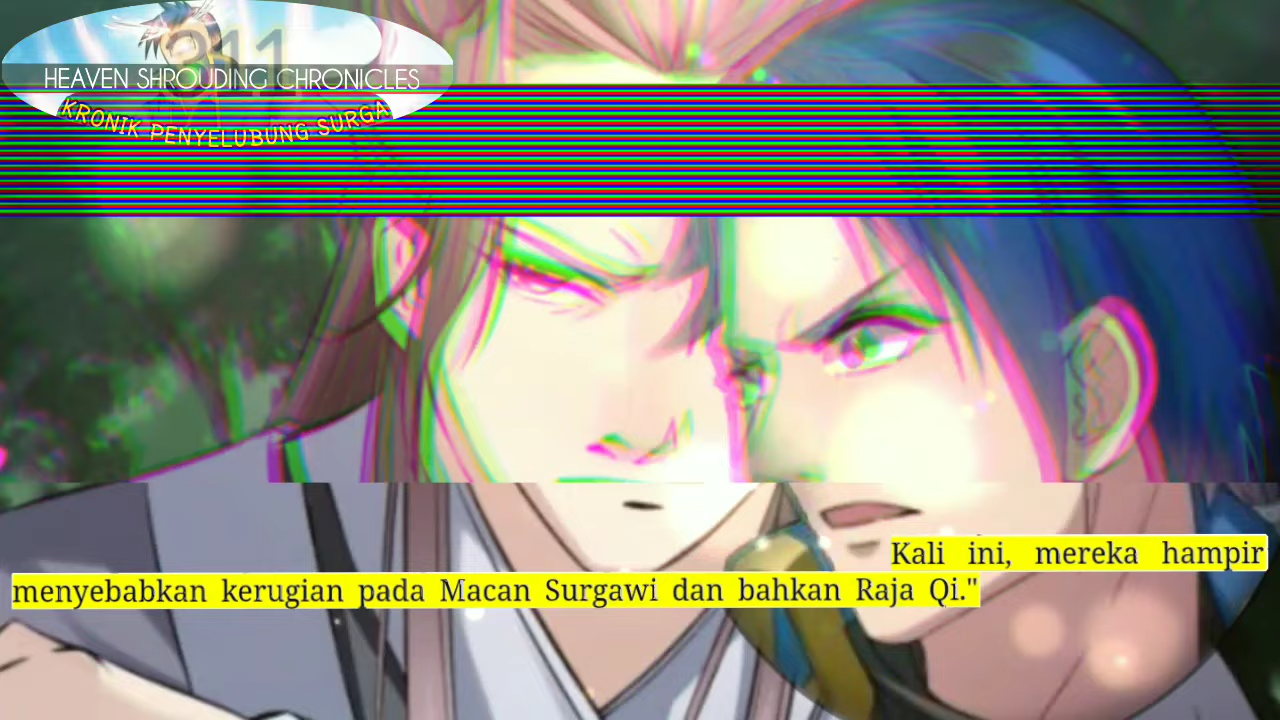 311
HEAVEN SHROUDING CHRONICLES
KRONIK PENYELUBUNG SURGA
Kali ini, mereka hampir
menyebabkan kerugian pada Macan Surgawi dan bahkan Raja Qi."